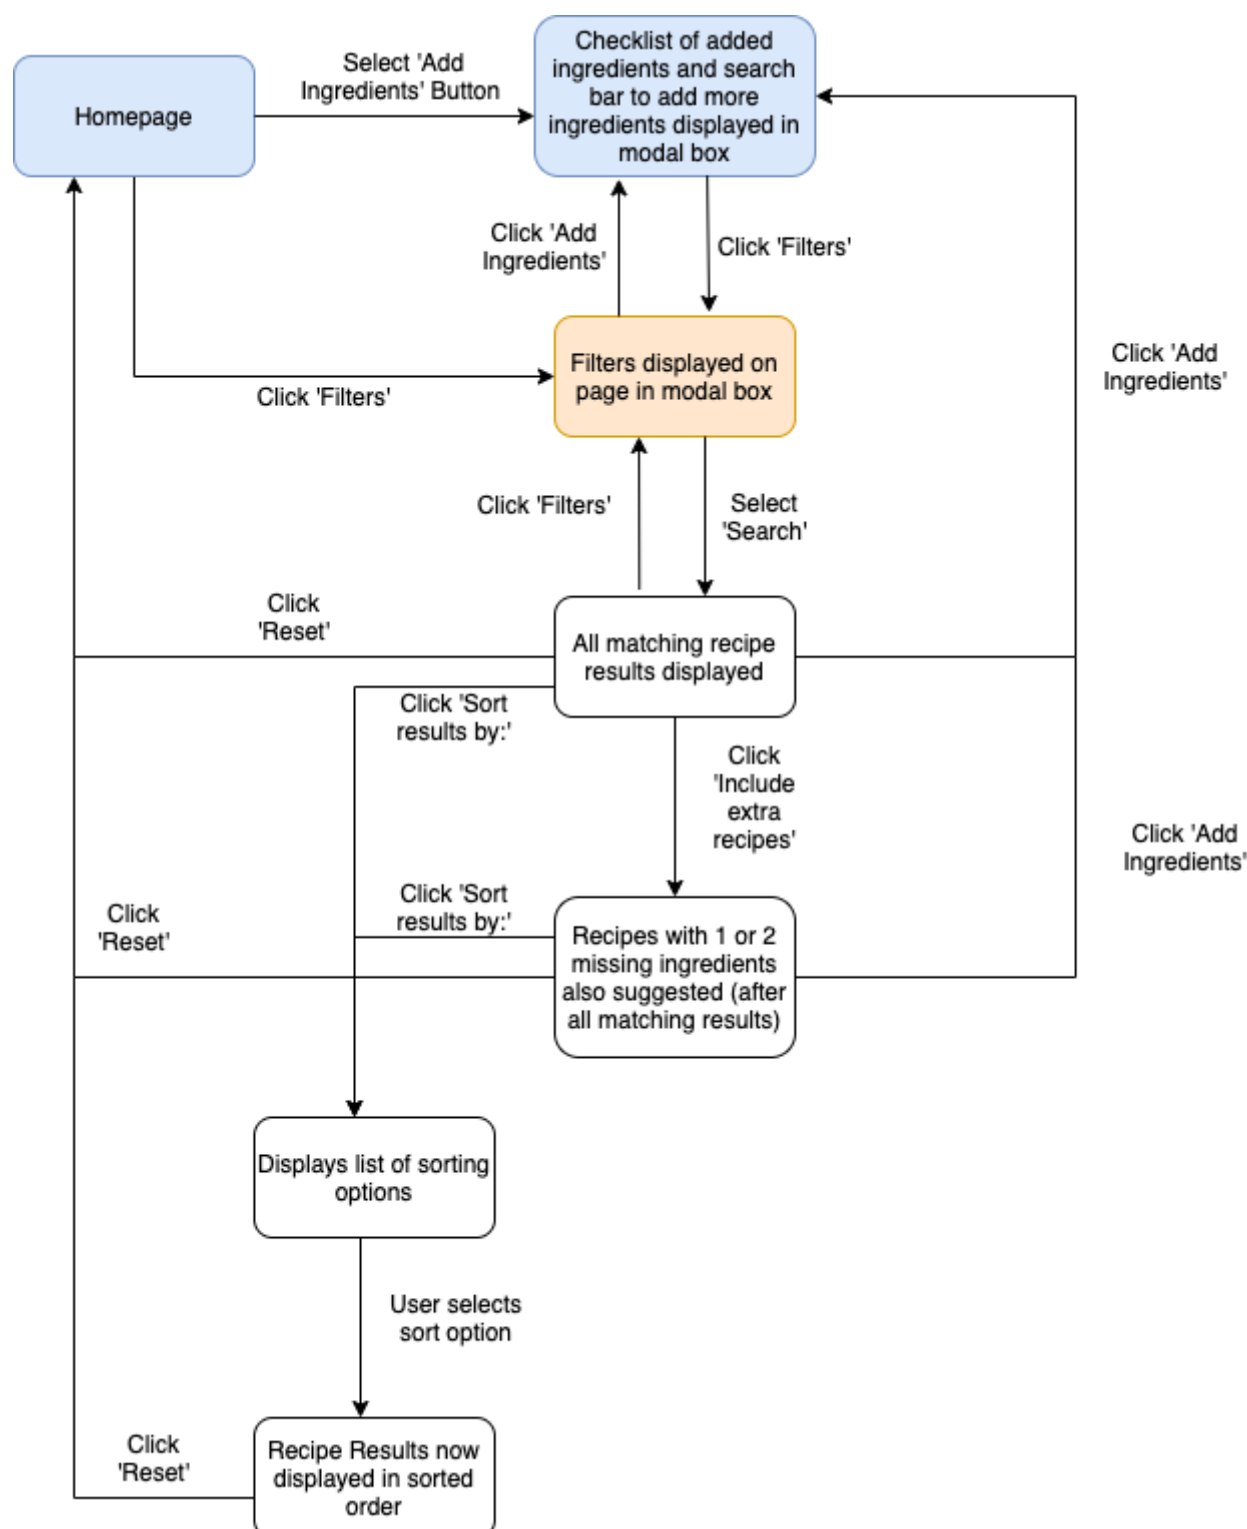 Homepage
Select 'Add
Ingredients' Button
Checklist of added
ingredients and search
bar to add more
ingredients displayed in
modal box
Click 'Add
Ingredients'
Click 'Filters'
Click 'Filters'
Filters displayed on
page in modal box
Click 'Add
Ingredients'
Click 'Filters'
Select
'Search'
Click
'Reset'
All matching recipe
results displayed
Click 'Sort
results by:'
Click
'Include
extra
recipes'
Click 'Add
Ingredients'
Click 'Sort
results by:'
Click
'Reset'
Recipes with 1 or 2
missing ingredients
also suggested (after
all matching results)
Displays list of sorting
options
User selects
sort option
Click
'Reset'
Recipe Results now
displayed in sorted
order